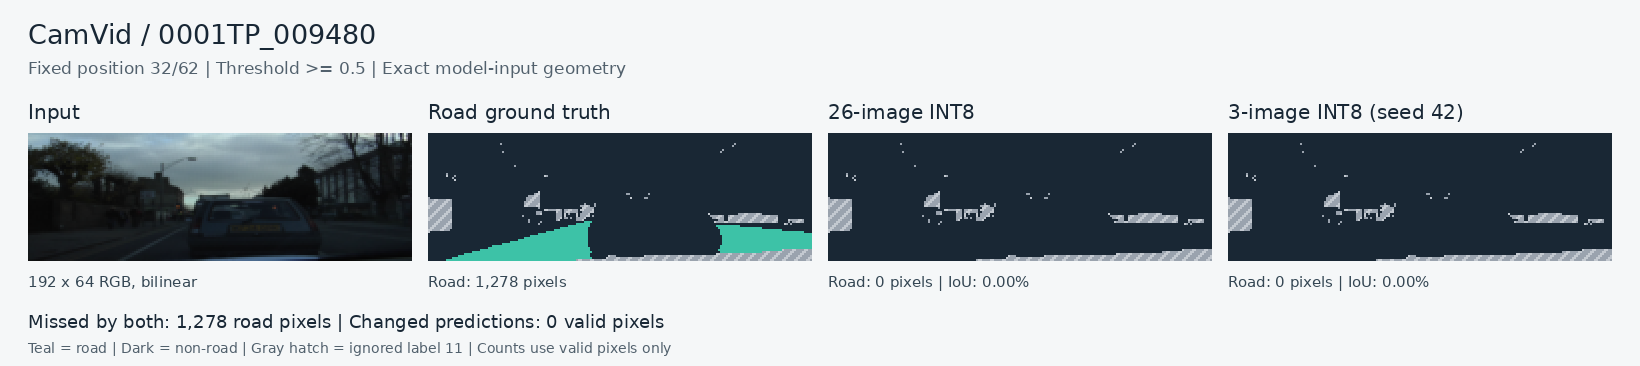 CamVid / 0001TP_009480
Fixed position 32/62 | Threshold >= 0.5 | Exact model-input geometry
Input
Road ground truth
26-image INT8
3-image INT8 (seed 42)
192 x 64 RGB, bilinear
Road: 1,278 pixels
Road: 0 pixels | IoU: 0.00%
Road: 0 pixels | IoU: 0.00%
Missed by both: 1,278 road pixels | Changed predictions: 0 valid pixels
Teal = road | Dark = non-road | Gray hatch = ignored label 11 | Counts use valid pixels only